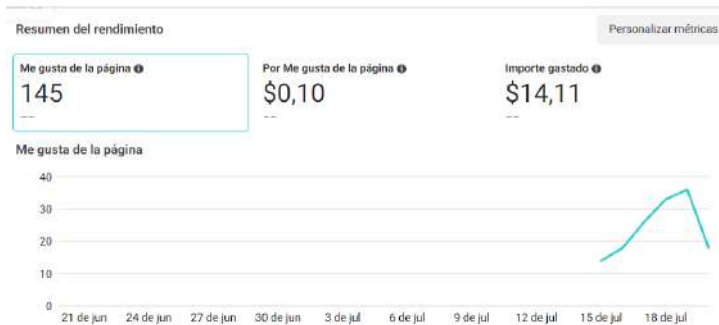 Resumen del rendimiento
Personalizar métricas
Me gusta de la página
Por Me gusta de la página
Importe gastado
145
$0,10
$14,11
--
--
--
Me gusta de la página
40
30
20
10
0
21 de jun 24 de jun 27 de jun 30 de jun 3 de jul 6 de jul 9 de jul 12 de jul 15 de jul 18 de jul